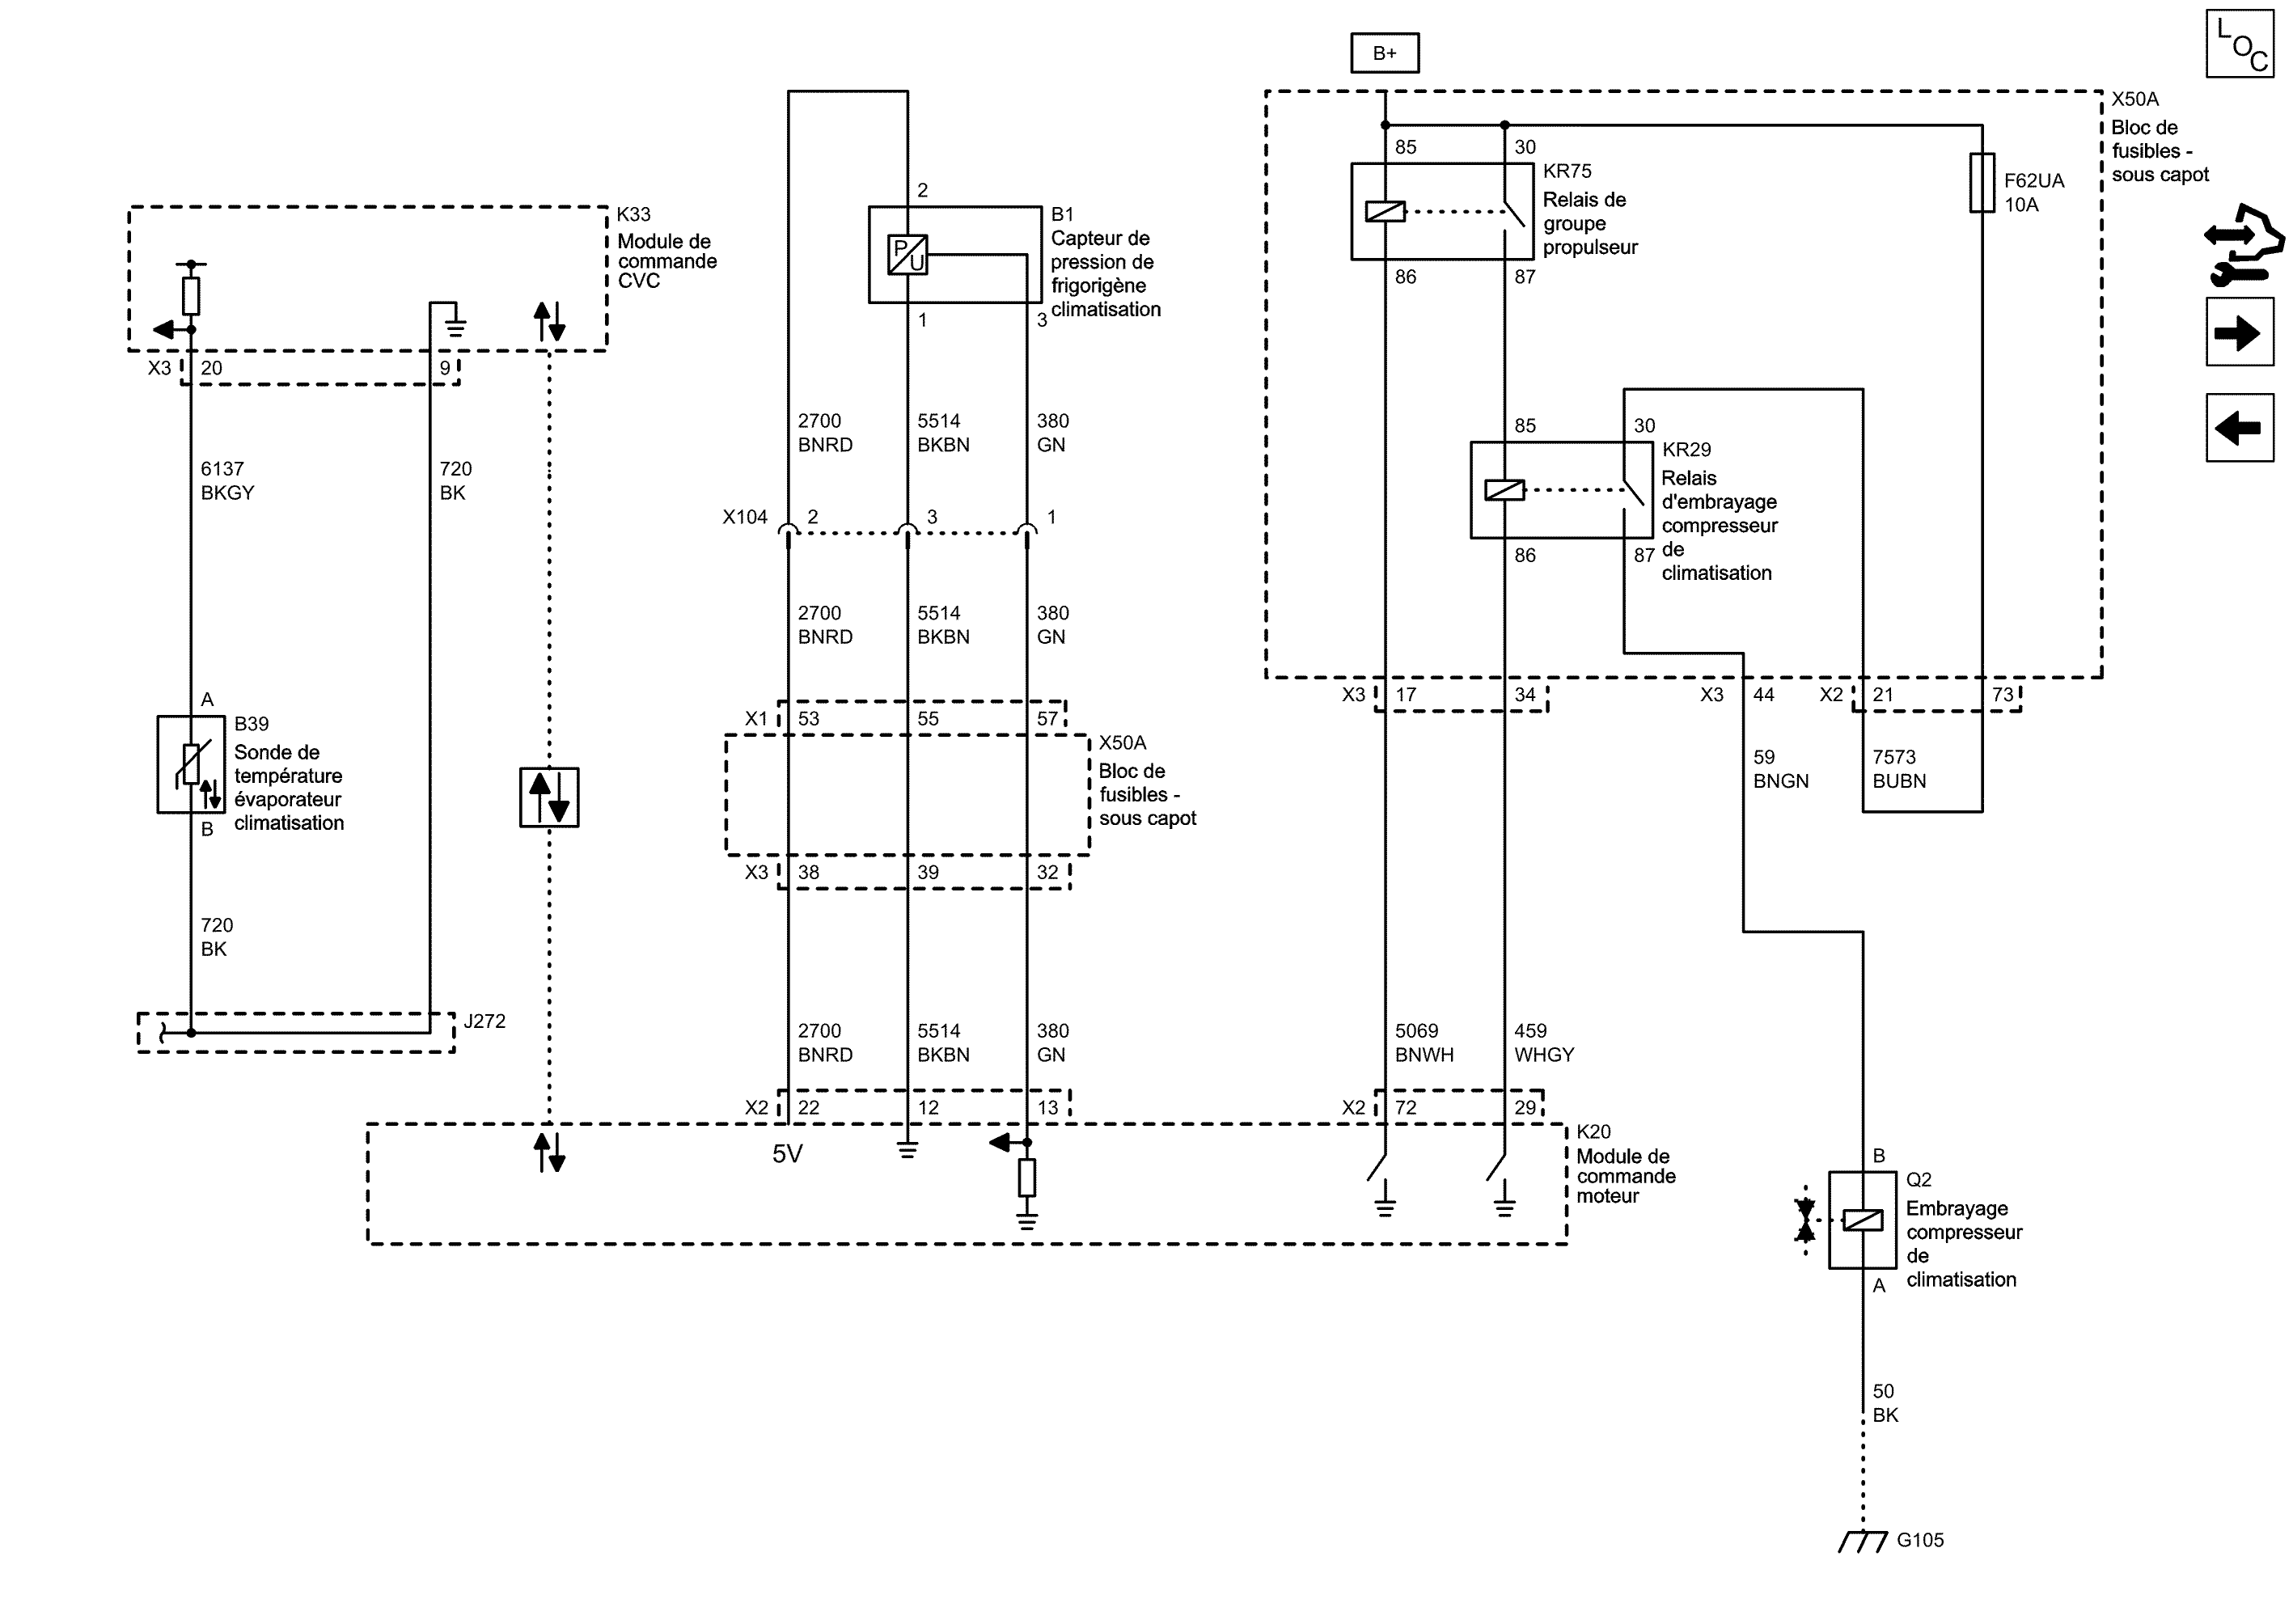 LOC
B+
X50A
Bloc de
fusibles -
sous capot
85
30
KR75
Relais de
groupe
propulseur
F62UA
10A
86
87
2
B1
Capteur de
pression de
frigorigène
climatisation
P
U
1
3
K33
Module de
commande
CVC
X3
20
9
2700
BNRD
5514
BKBN
380
GN
6137
BKGY
720
BK
85
30
KR29
Relais
d'embrayage
compresseur
de
climatisation
86
87
X104
2
3
1
2700
BNRD
5514
BKBN
380
GN
X3
17
34
X3
44
X2
21
73
A
B39
Sonde de
température
évaporateur
climatisation
B
X1
53
55
57
X50A
Bloc de
fusibles -
sous capot
59
BNGN
7573
BUBN
X3
38
39
32
720
BK
J272
2700
BNRD
5514
BKBN
380
GN
5069
BNWH
459
WHGY
X2
22
12
13
X2
72
29
5V
K20
Module de
commande
moteur
B
Q2
Embrayage
compresseur
de
climatisation
A
50
BK
G105